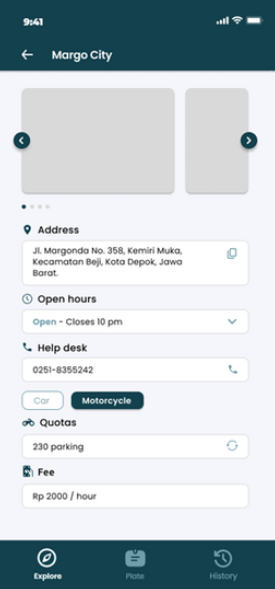 9:41
Margo City
Address
Jl. Margonda No. 358, Kemiri Muka,
Kecamatan Beji, Kota Depok, Jawa
Barat.
Open hours
Open - Closes 10 pm
Help desk
0251-8355242
Car
Motorcycle
Quotas
230 parking
Fee
Rp 2000 / hour
Explore
Plate
History